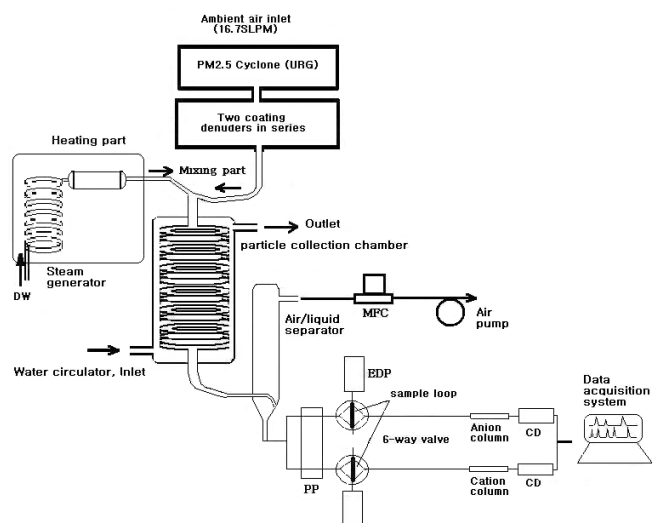 Ambient air inlet
(16.7SLPM)
PM2.5 Cyclone (URG)
Two coating
denuders in series
Heating part
Mixing part
Outlet
particle collection chamber
Steam
generator
DW
Air/liquid
separator
MFC
Air
pump
Water circulator, Inlet
EDP
sample loop
Data
acquisition
system
Anion
column
CD
6-way valve
PP
Cation
column
CD